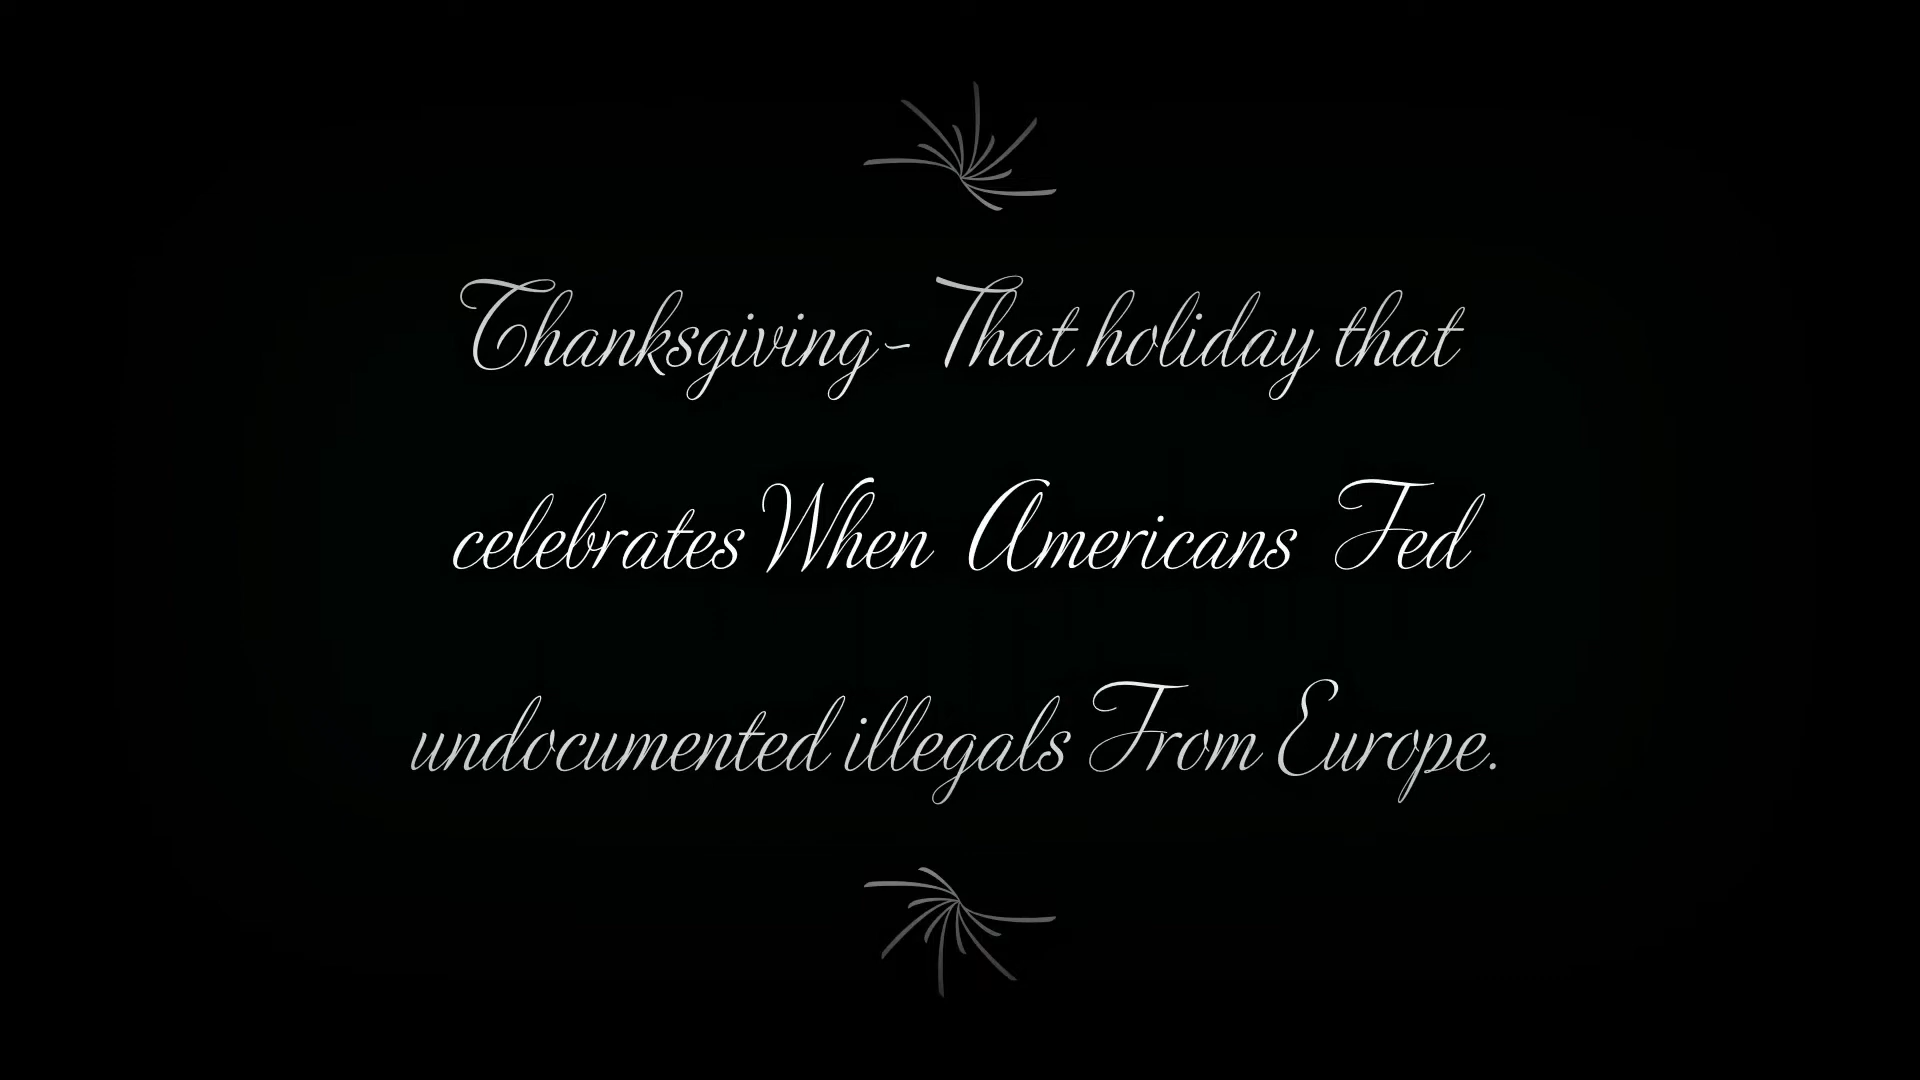 Thanksgiving- That holiday that
celebrates When Americans Fed
undocumented illegals From Europe.